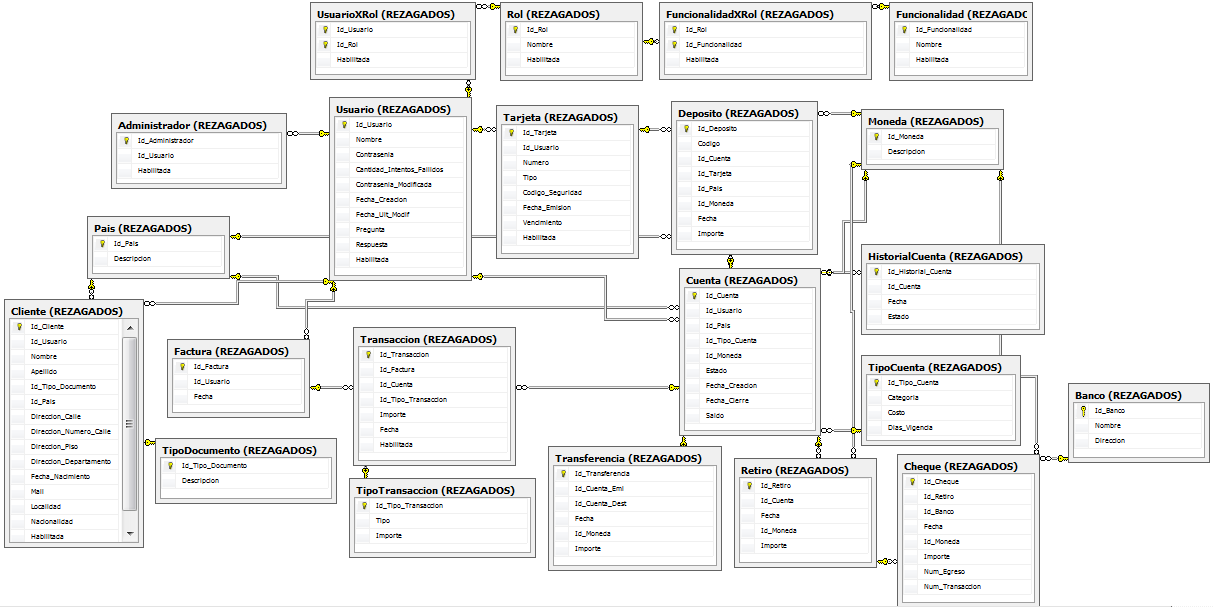 UsuarioXRol (REZAGADOS)
Id_Usuario
Id_Rol
Habilitada
Rol (REZAGADOS)
Id_Rol
Nombre
Habilitada
FuncionalidadXRol (REZAGADOS)
Id_Rol
Id_Funcionalidad
Habilitada
Funcionalidad (REZAGADC
Id_Funcionalidad
Nombre
Habilitada
Administrador (REZAGADOS)
Id_Administrador
Id_Usuario
Habilitada
Usuario (REZAGADOS)
Id_Usuario
Nombre
Contrasenia
Cantidad_Intentos_Fallidos
Contrasenia_Modificada
Fecha_Creacion
Fecha_Ult_Modif
Pregunta
Respuesta
Habilitada
Tarjeta (REZAGADOS)
Id_Tarjeta
Id_Usuario
Numero
Tipo
Codigo_Seguridad
Fecha_Emision
Vencimiento
Habilitada
Deposito (REZAGADOS)
Id_Deposito
Codigo
Id_Cuenta
Id_Tarjeta
Id_Pais
Id_Moneda
Fecha
Importe
Moneda (REZAGADOS)
Id_Moneda
Descripcion
Pais (REZAGADOS)
Id_Pais
Descripcion
HistorialCuenta (REZAGADOS)
Id_Historial_Cuenta
Id_Cuenta
Fecha
Estado
Cuenta (REZAGADOS)
Id_Cuenta
Id_Usuario
Id_Pais
Id_Tipo_Cuenta
Id_Moneda
Estado
Fecha_Creacion
Fecha_Cierre
Saldo
Cliente (REZAGADOS)
Id_Cliente
Id_Usuario
Nombre
Apellido
Id_Tipo_Documento
Id_Pais
Direccion_Calle
Direccion_Numero_Calle
Direccion_Piso
Direccion_Departamento
Fecha_Nacimiento
Mail
Localidad
Nacionalidad
Habilitada
Factura (REZAGADOS)
Id_Factura
Id_Usuario
Fecha
Transaccion (REZAGADOS)
Id_Transaccion
Id_Factura
Id_Cuenta
Id_Tipo_Transaccion
Importe
Fecha
Habilitada
TipoCuenta (REZAGADOS)
Id_Tipo_Cuenta
Categoria
Costo
Dias_Vigencia
Banco (REZAGADOS)
Id_Banco
Nombre
Direccion
TipoDocumento (REZAGADOS)
Id_Tipo_Documento
Descripcion
TipoTransaccion (REZAGADOS)
Id_Tipo_Transaccion
Tipo
Importe
Transferencia (REZAGADOS)
Id_Transferencia
Id_Cuenta_Emi
Id_Cuenta_Dest
Fecha
Id_Moneda
Importe
Retiro (REZAGADOS)
Id_Retiro
Id_Cuenta
Fecha
Id_Moneda
Importe
Cheque (REZAGADOS)
Id_Cheque
Id_Retiro
Id_Banco
Fecha
Id_Moneda
Importe
Num_Egreso
Num_Transaccion